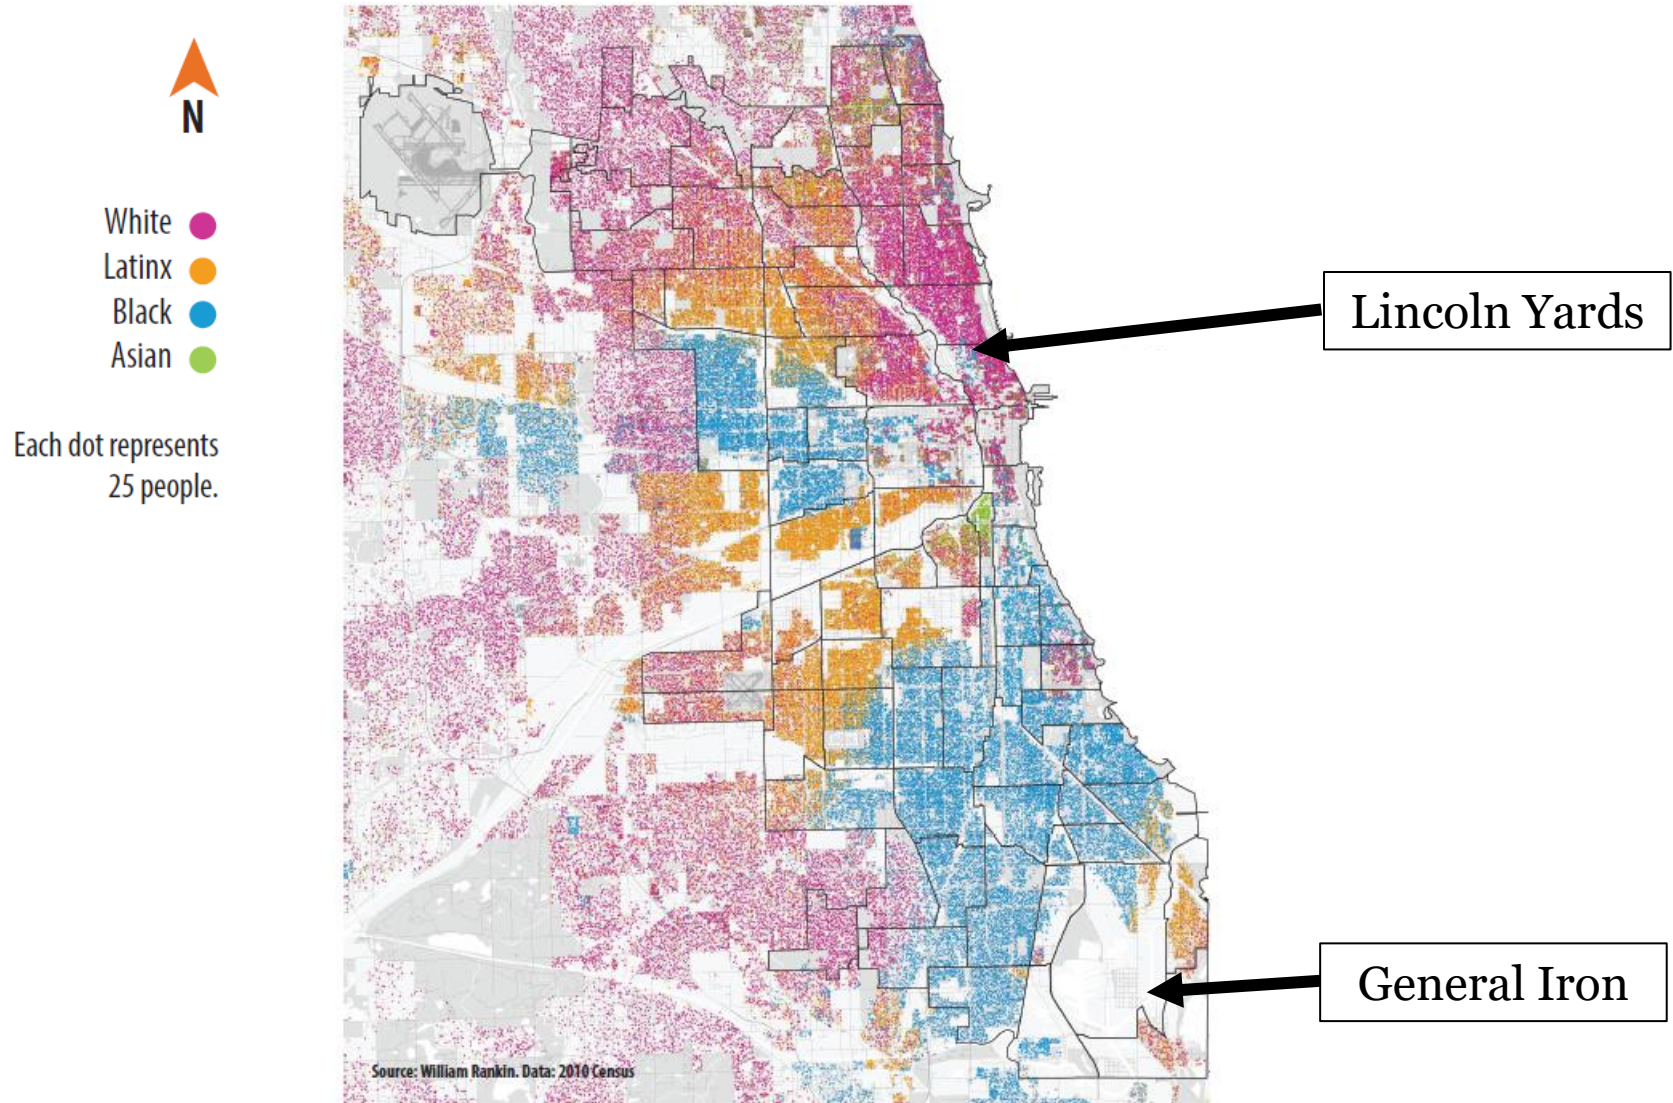 N
White
Latinx
Black
Asian
Each dot represents
25 people.
Lincoln Yards
General Iron
Source: William Rankin. Data: 2010 Census